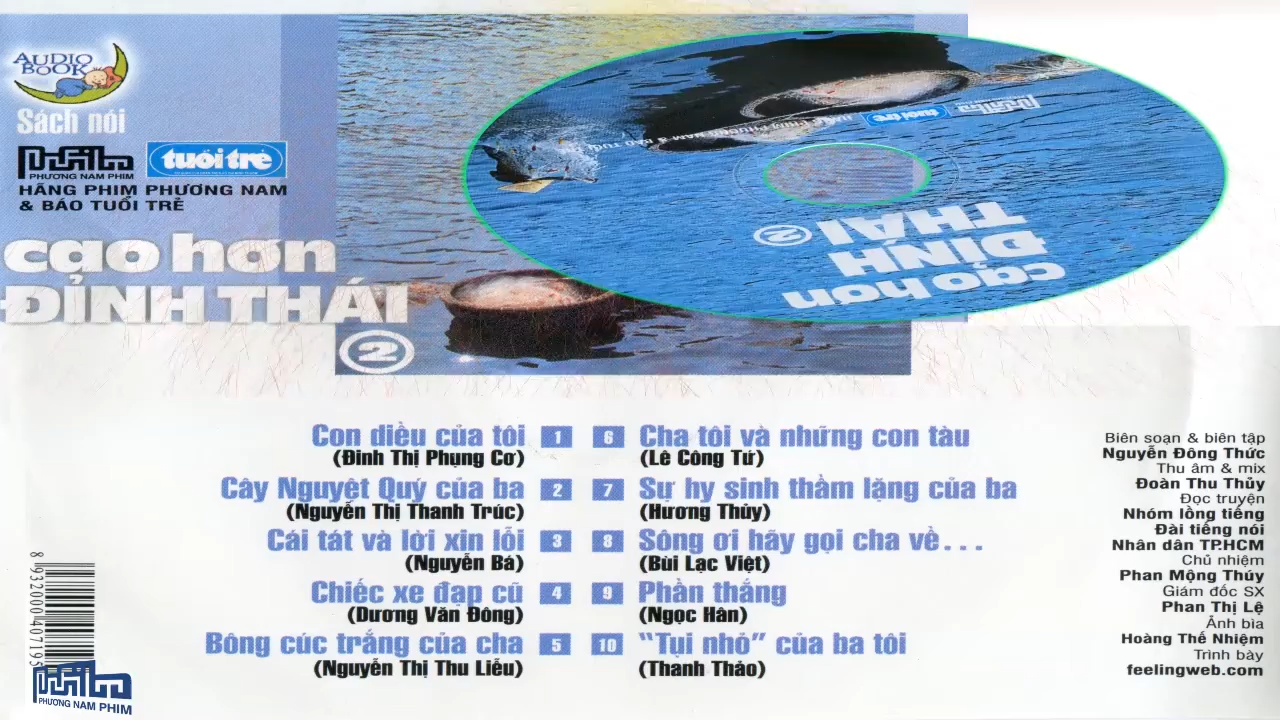 AUDIO
BOOK
Sách nói
PHƯƠNG NAM PHIM
tuổi trẻ
HÃNG PHIM PHƯƠNG NAM
& BÁO TUỔI TRẺ
cao hơn
ĐỈNH THÁI
2
cao hơn
ĐỈNH
THÁI 2
tuổi trẻ
Con diều của tôi 1
(Đinh Thị Phụng Cơ)
Cây Nguyệt Quý của ba 2
(Nguyễn Thị Thanh Trúc)
Cái tát và lời xin lỗi 3
(Nguyễn Bá)
Chiếc xe đạp cũ 4
(Dương Văn Đông)
Bông cúc trắng của cha 5
(Nguyễn Thị Thu Liễu)
6 Cha tôi và những con tàu
(Lê Công Tứ)
7 Sự hy sinh thầm lặng của ba
(Hương Thủy)
8 Sông ơi hãy gọi cha về...
(Bùi Lạc Việt)
9 Phần thắng
(Ngọc Hân)
10 "Tụi nhỏ" của ba tôi
(Thanh Thảo)
Biên soạn & biên tập
Nguyễn Đông Thức
Thu âm & mix
Đoàn Thu Thủy
Đọc truyện
Nhóm lồng tiếng
Đài tiếng nói
Nhân dân TP.HCM
Chủ nhiệm
Phan Mộng Thúy
Giám đốc SX
Phan Thị Lệ
Ảnh bìa
Hoàng Thế Nhiệm
Trình bày
feelingweb.com
8 932000 407195
PHƯƠNG NAM PHIM